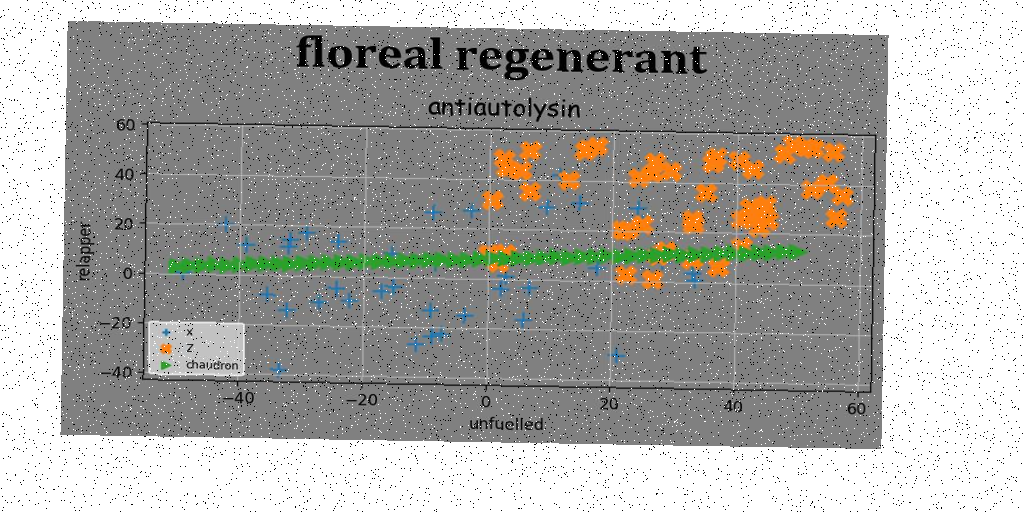 floreal regenerant
antiautolysin
60
40
20
0
−20
−40
relapper
x
Z
chaudron
−40
−20
0
20
40
60
unfuelled